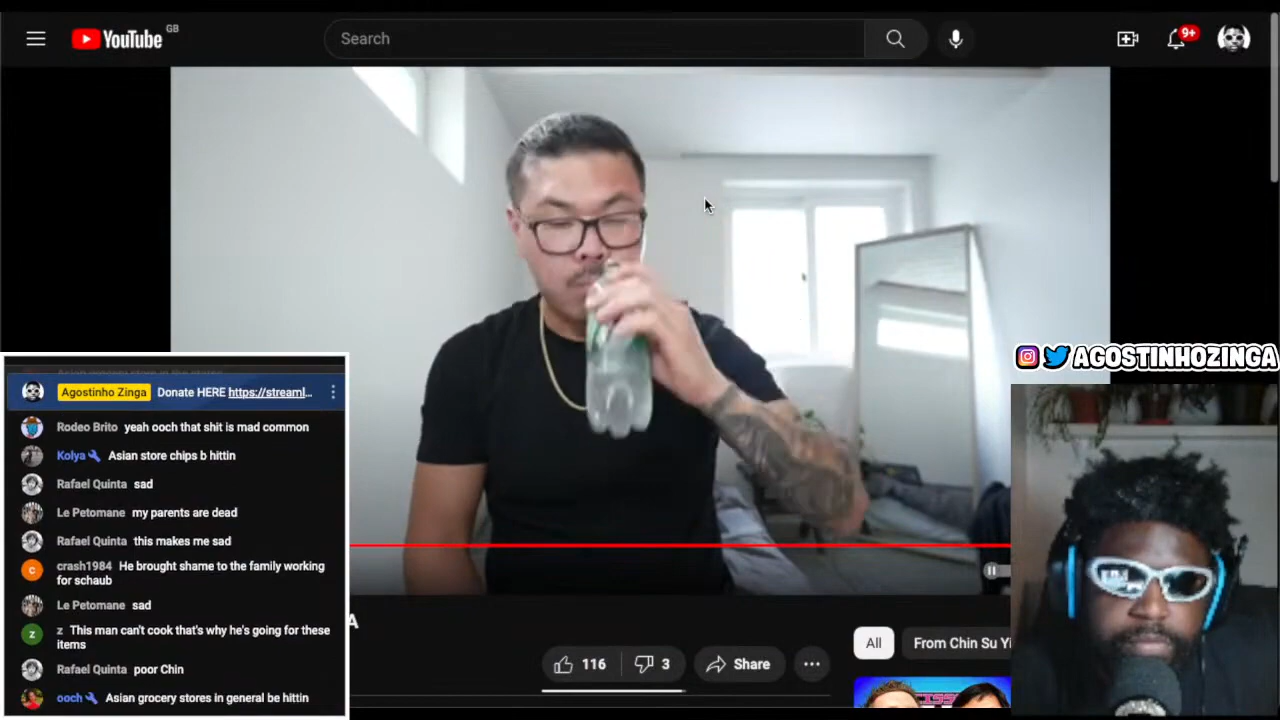 YouTube GB
Search
9+
AGOSTINHOZINGA
Agostinho Zinga Donate HERE https://streaml...
Rodeo Brito yeah ooch that shit is mad common
Kolya Asian store chips b hittin
Rafael Quinta sad
Le Petomane my parents are dead
Rafael Quinta this makes me sad
crash1984 He brought shame to the family working
for schaub
Le Petomane sad
z This man can't cook that's why he's going for these
items
Rafael Quinta poor Chin
ooch Asian grocery stores in general be hittin
A
116
3
Share
All
From Chin Su Yi